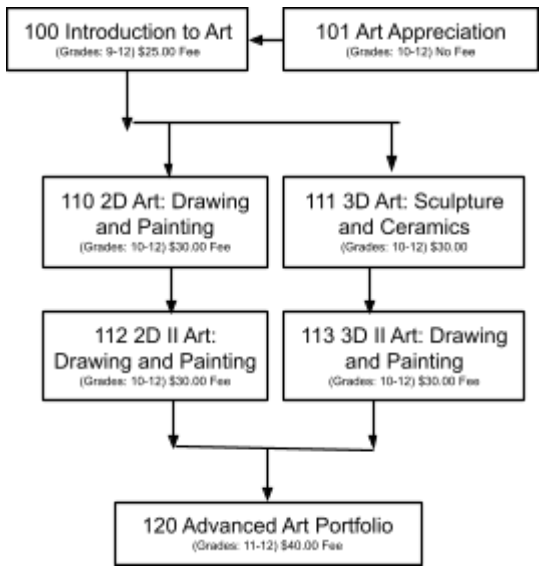 100 Introduction to Art
(Grades: 9-12) $25.00 Fee
101 Art Appreciation
(Grades: 10-12) No Fee
110 2D Art: Drawing
and Painting
(Grades: 10-12) $30.00 Fee
111 3D Art: Sculpture
and Ceramics
(Grades: 10-12) $30.00
112 2D II Art:
Drawing and Painting
(Grades: 10-12) $30.00 Fee
113 3D II Art: Drawing
and Painting
(Grades: 10-12) $30.00 Fee
120 Advanced Art Portfolio
(Grades: 11-12) $40.00 Fee